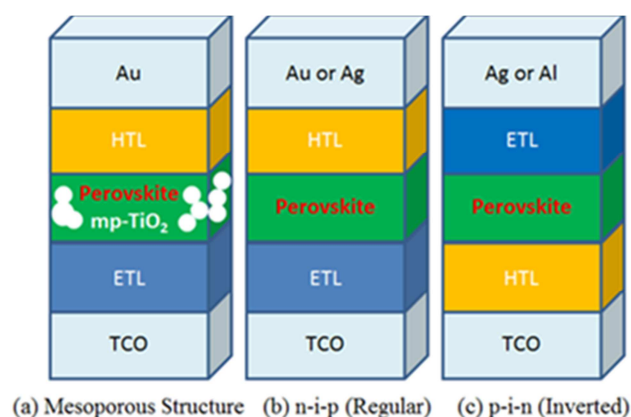 Au
HTL
Perovskite
mp-TiO₂
ETL
TCO
(a) Mesoporous Structure
Au or Ag
HTL
Perovskite
ETL
TCO
(b) n-i-p (Regular)
Ag or Al
ETL
Perovskite
HTL
TCO
(c) p-i-n (Inverted)